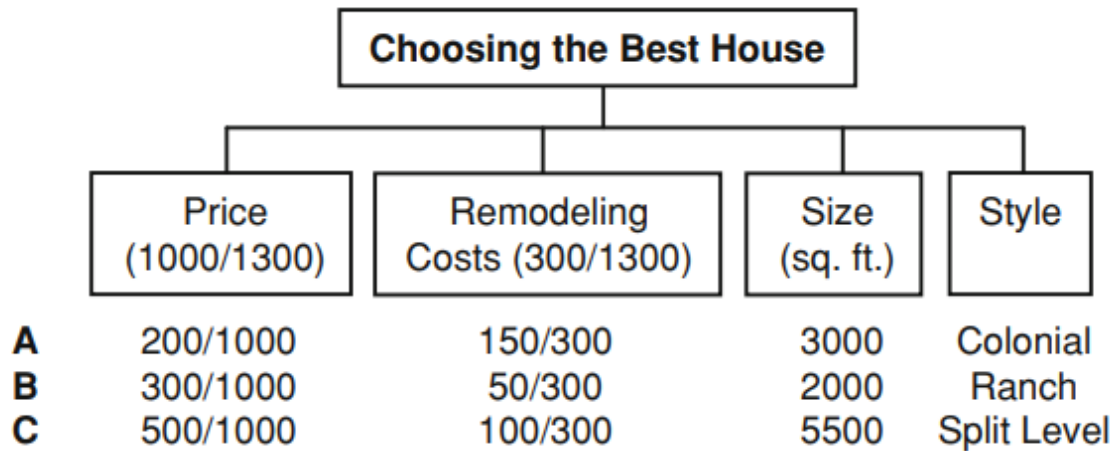 Choosing the Best House
Price Remodeling Size Style
(1000/1300) Costs (300/1300) (sq. ft.)
A 200/1000 150/300 3000 Colonial
B 300/1000 50/300 2000 Ranch
C 500/1000 100/300 5500 Split Level